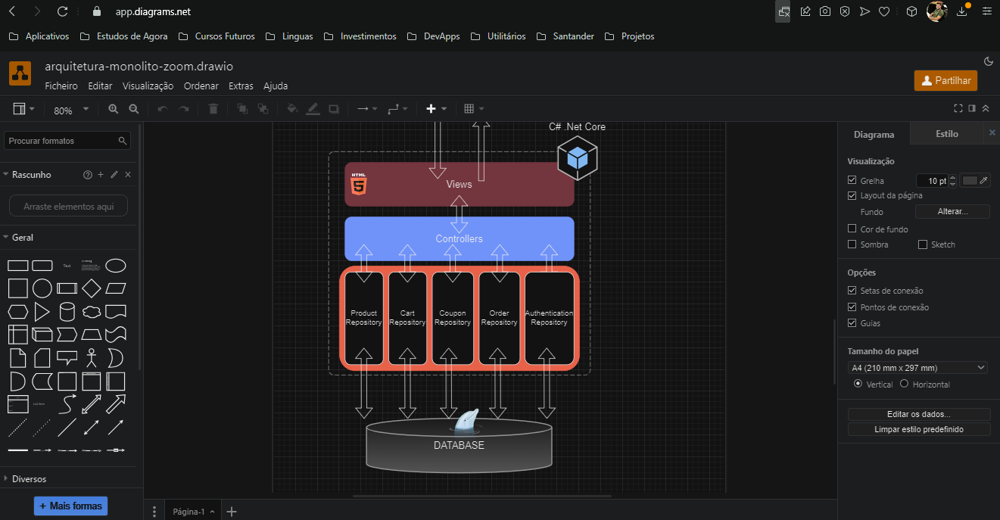 app.diagrams.net
Aplicativos
Estudos de Agora
Cursos Futuros
Linguas
Investimentos
DevApps
Utilitários
Santander
Projetos
arquitetura-monolito-zoom.drawio
Ficheiro
Editar
Visualização
Ordenar
Extras
Ajuda
Partilhar
80%
Procurar formatos
Rascunho
Arraste elementos aqui
Geral
Text
Diversos
+ Mais formas
C# .Net Core
HTML
5
Views
Controllers
Product
Repository
Cart
Repository
Coupon
Repository
Order
Repository
Authentication
Repository
DATABASE
Página-1
Diagrama
Estilo
Visualização
Grelha
10 pt
Layout da página
Fundo
Alterar...
Cor de fundo
Sombra
Sketch
Opções
Setas de conexão
Pontos de conexão
Guias
Tamanho do papel
A4 (210 mm x 297 mm)
Vertical
Horizontal
Editar os dados...
Limpar estilo predefinido